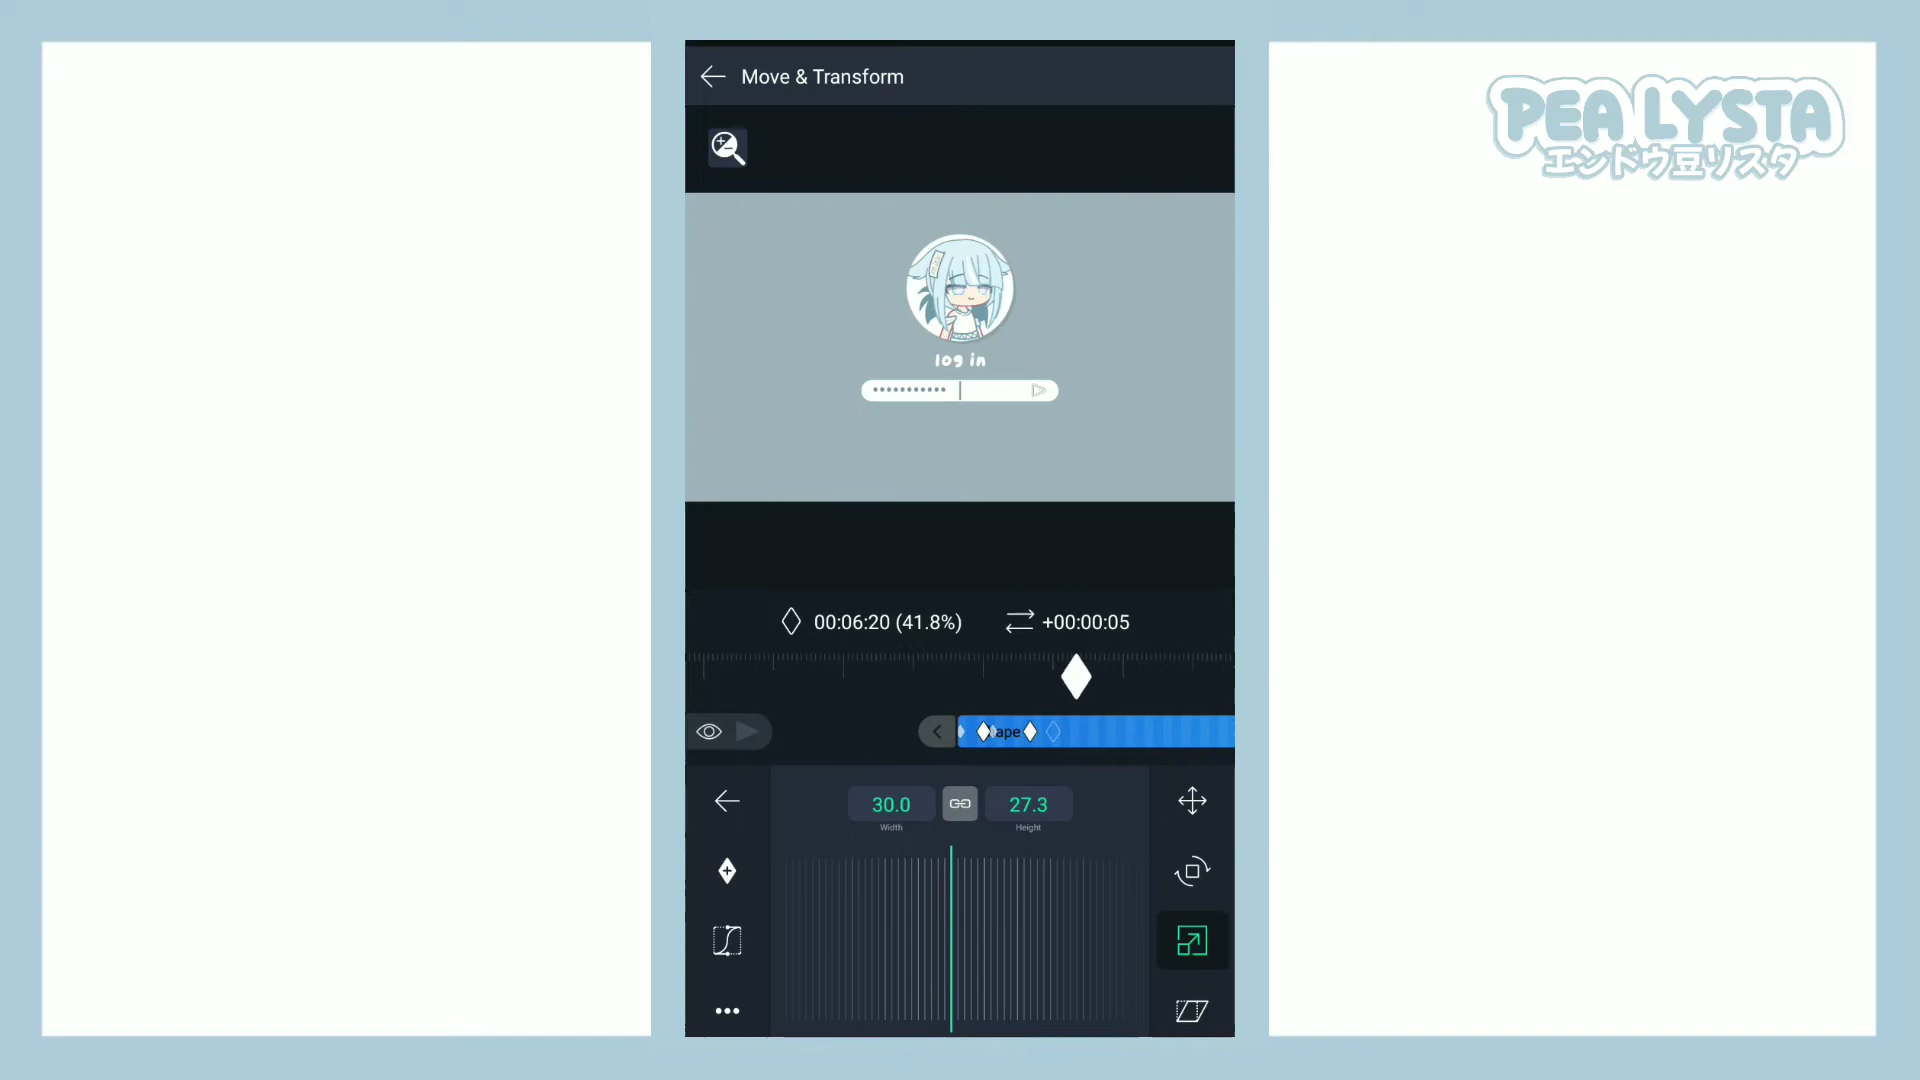 Move & Transform
PEA LYSTA
エンドウ豆リスタ
log in
00:06:20 (41.8%)
+00:00:05
ape
30.0
27.3
Width
Height